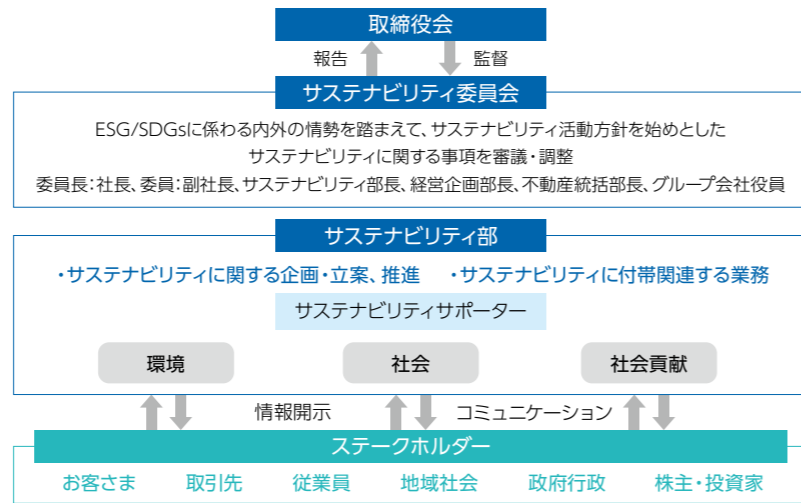 取締役会
報告 監督
サステナビリティ委員会
ESG/SDGsに係わる内外の情勢を踏まえて、サステナビリティ活動方針を始めとした
サステナビリティに関する事項を審議・調整
委員長：社長、委員：副社長、サステナビリティ部長、経営企画部長、不動産統括部長、グループ会社役員
サステナビリティ部
・サステナビリティに関する企画・立案、推進 ・サステナビリティに付帯関連する業務
サステナビリティサポーター
環境 社会 社会貢献
情報開示 コミュニケーション
ステークホルダー
お客さま 取引先 従業員 地域社会 政府行政 株主・投資家